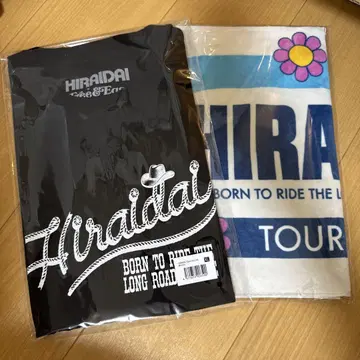 HIRAIDAI
Hiraidai
BORN TO RIDE THE
LONG ROAD
HIRA
BORN TO RIDE THE L
TOUR